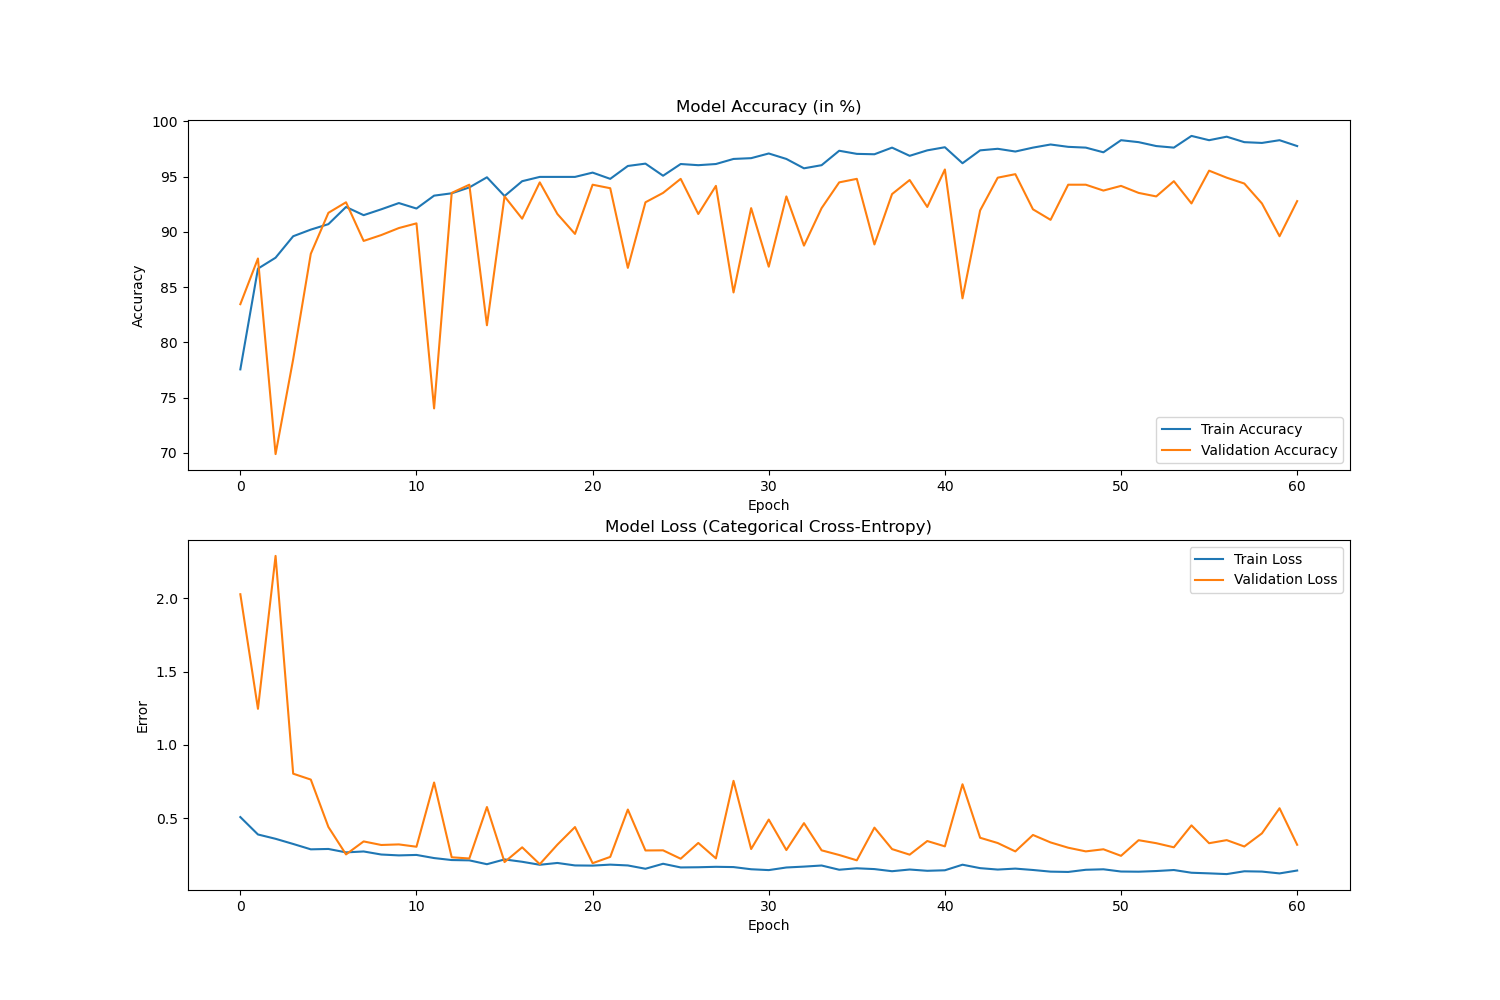 Model Accuracy (in %)
100
95
90
85
80
75
70
Accuracy
Train Accuracy
Validation Accuracy
0 10 20 30 40 50 60
Epoch
Model Loss (Categorical Cross-Entropy)
Train Loss
Validation Loss
2.0
1.5
1.0
0.5
Error
0 10 20 30 40 50 60
Epoch